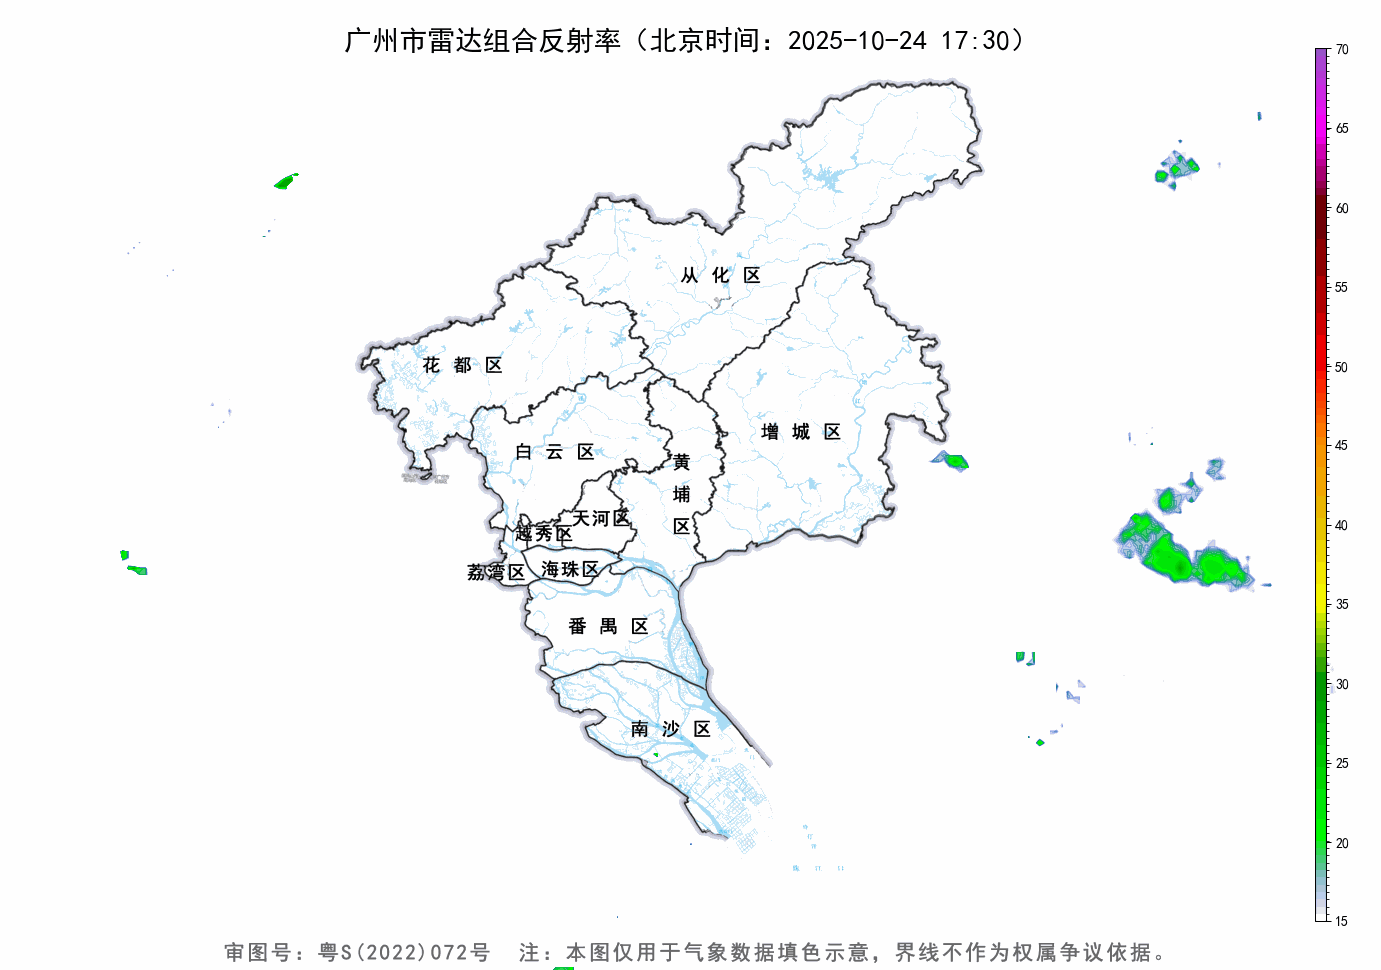 广州市雷达组合反射率（北京时间：2025-10-24 17:30）
70
65
60
55
50
45
40
35
30
25
20
15
从化区
花都区
增城区
白云区
黄埔区
天河区
越秀区
荔湾区
海珠区
番禺区
南沙区
审图号：粤S(2022)072号 注：本图仅用于气象数据填色示意，界线不作为权属争议依据。